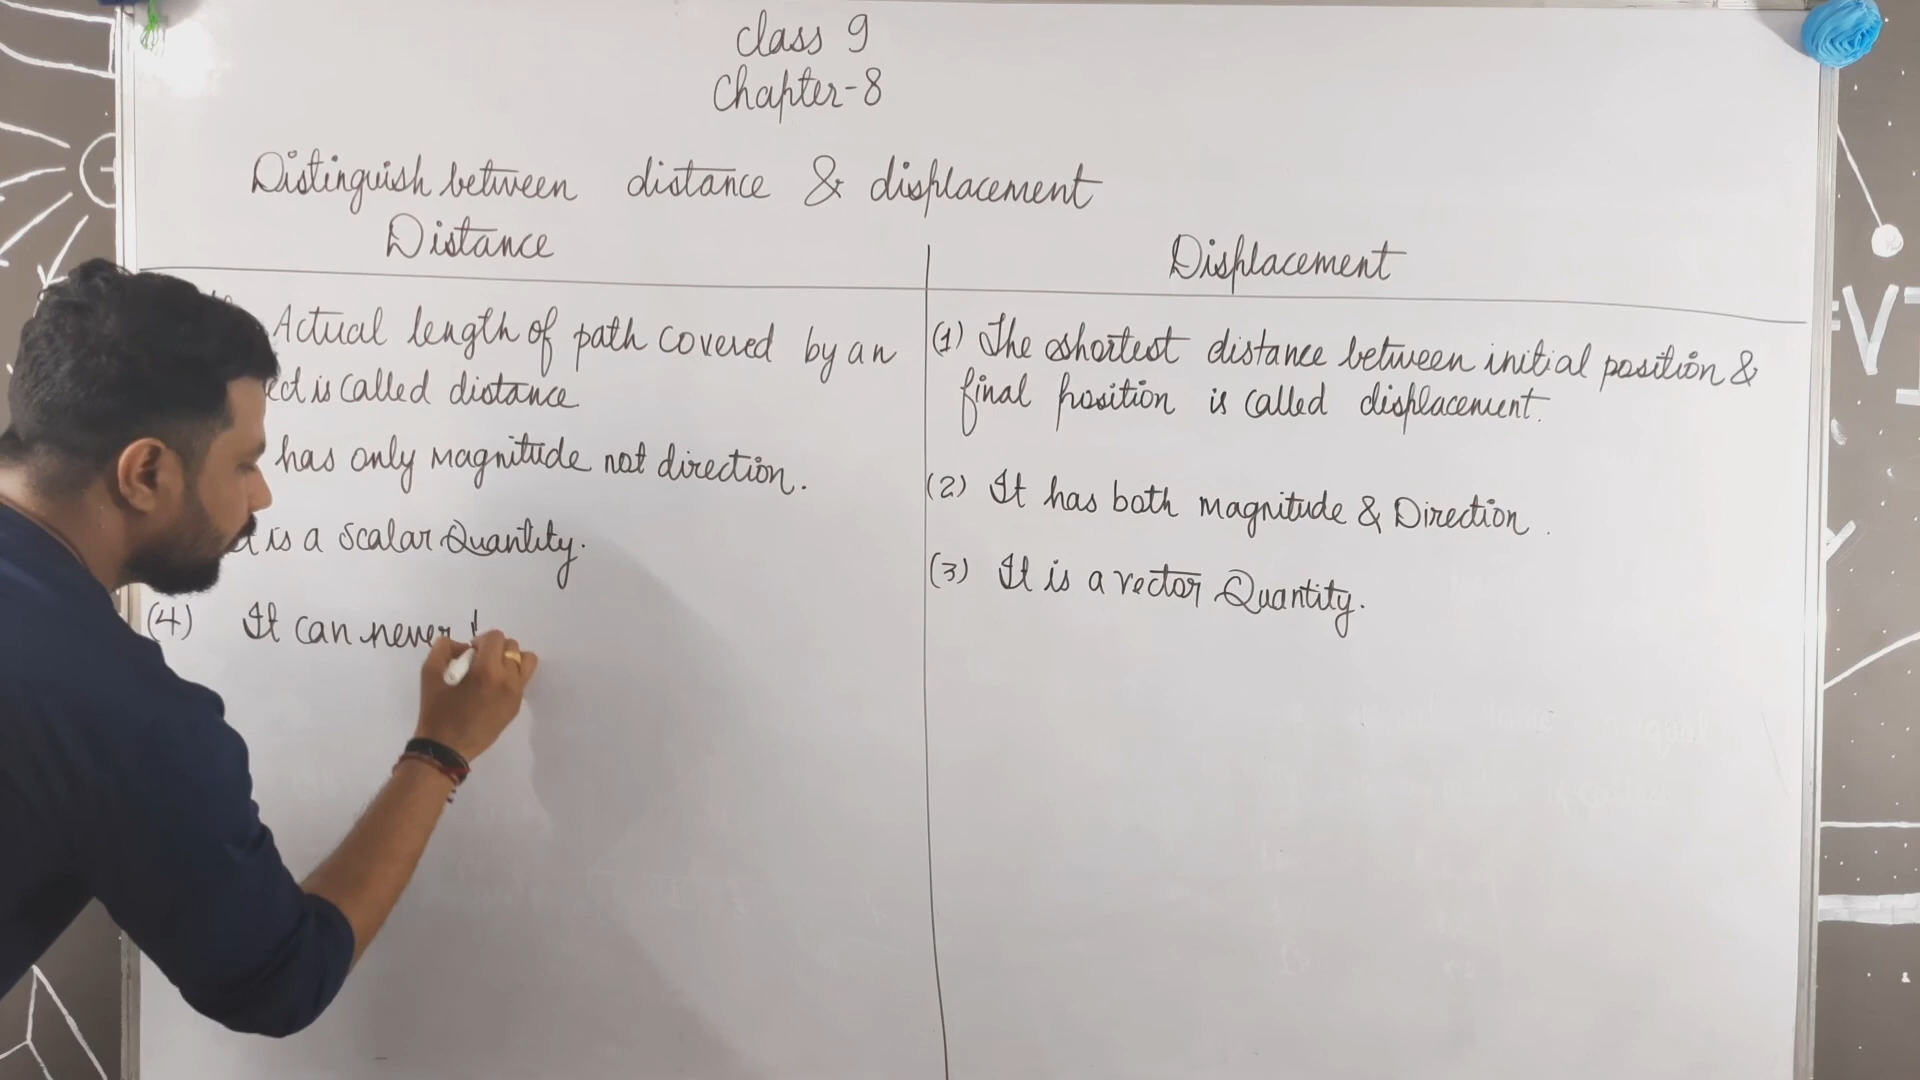 class 9
Chapter-8
Distinguish between distance & displacement
Distance
Displacement
Actual length of path covered by an
is called distance
has only magnitude not direction.
is a Scalar Quantity.
(4) It can never
(1) The shortest distance between initial position &
final position is called displacement.
(2) It has both magnitude & Direction.
(3) It is a vector Quantity.